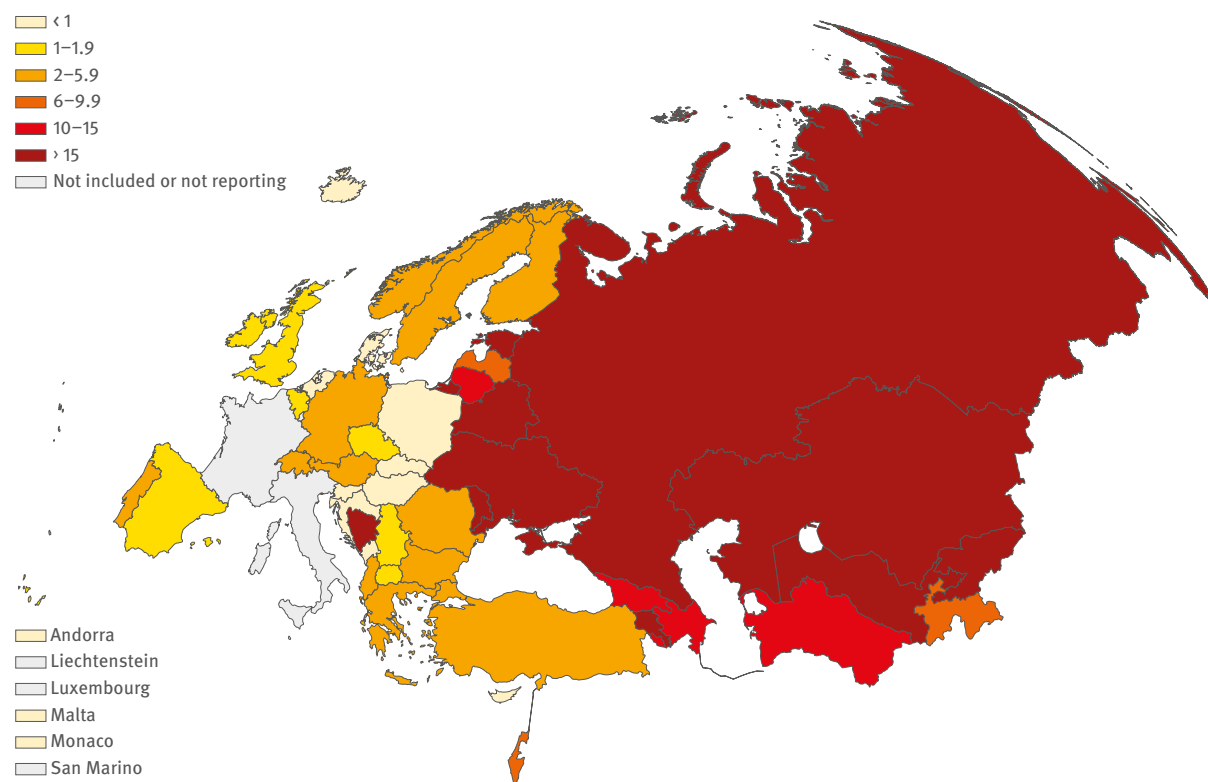 ‹ 1
1–1.9
2–5.9
6–9.9
10–15
› 15
Not included or not reporting
Andorra
Liechtenstein
Luxembourg
Malta
Monaco
San Marino